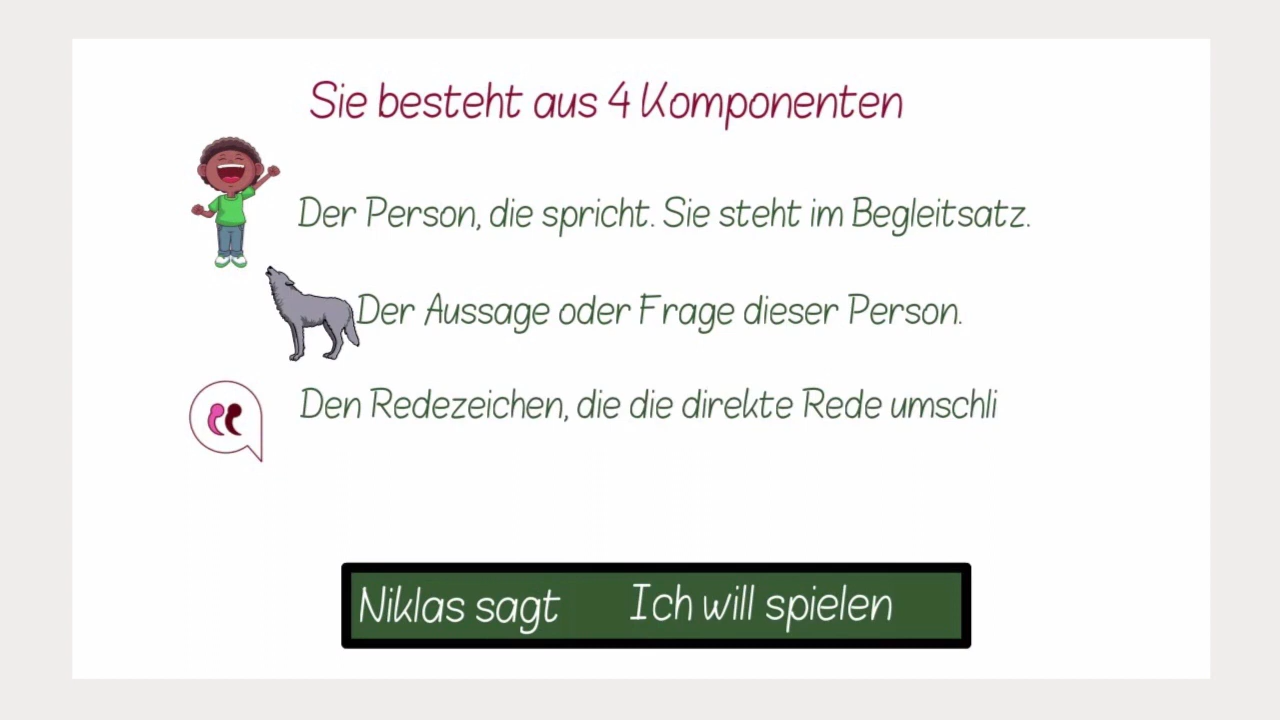 Sie besteht aus 4 Komponenten
Der Person, die spricht. Sie steht im Begleitsatz.
Der Aussage oder Frage dieser Person.
Den Redezeichen, die die direkte Rede umschli
Niklas sagt Ich will spielen